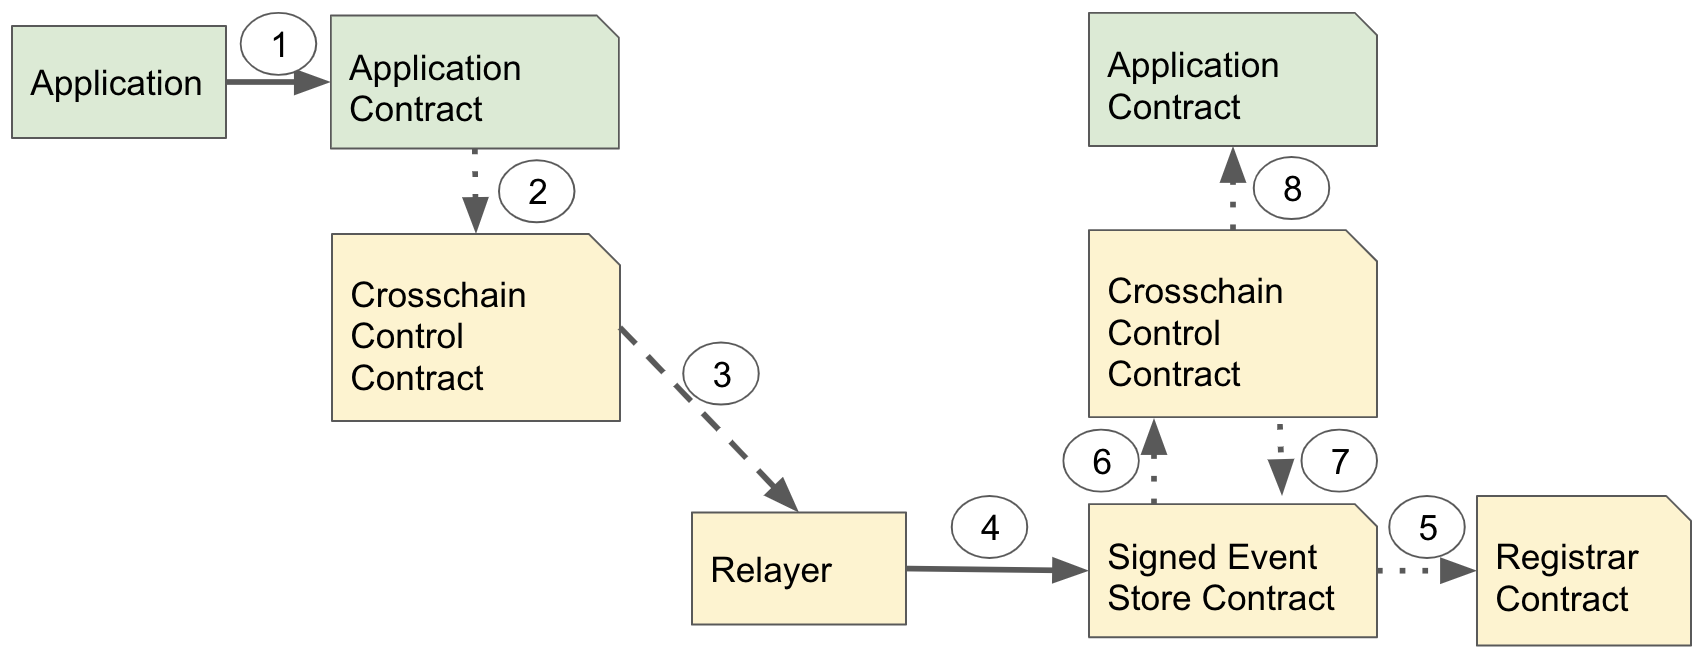 Application
1
Application
Contract
2
Crosschain
Control
Contract
3
Relayer
4
Signed Event
Store Contract
5
Registrar
Contract
6
7
Crosschain
Control
Contract
8
Application
Contract